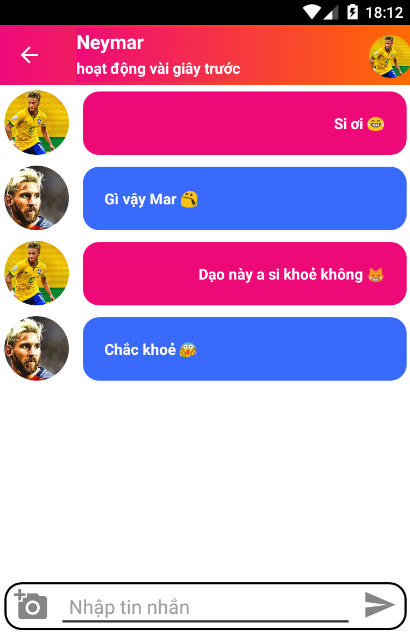 18:12
Neymar
hoạt động vài giây trước
Si ơi 😂
Gì vậy Mar 🤔
Dạo này a si khoẻ không 😹
Chắc khoẻ 😱
Nhập tin nhắn